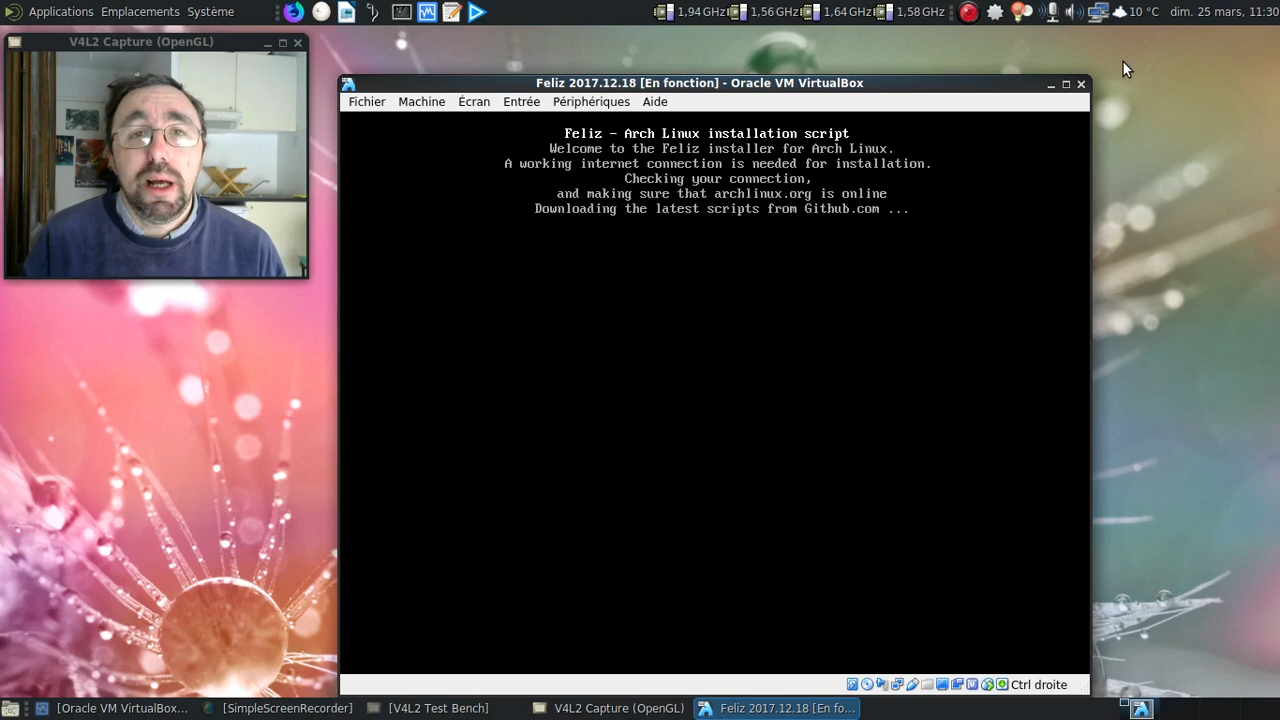 Applications Emplacements Système
1,94 GHz 1,56 GHz 1,64 GHz 1,58 GHz 10 °C dim. 25 mars, 11:30
V4L2 Capture (OpenGL)
Feliz 2017.12.18 [En fonction] - Oracle VM VirtualBox
Fichier Machine Écran Entrée Périphériques Aide
Feliz - Arch Linux installation script
Welcome to the Feliz installer for Arch Linux.
A working internet connection is needed for installation.
Checking your connection,
and making sure that archlinux.org is online
Downloading the latest scripts from Github.com ...
Ctrl droite
[Oracle VM VirtualBox... [SimpleScreenRecorder] [V4L2 Test Bench] V4L2 Capture (OpenGL) Feliz 2017.12.18 [En fo...